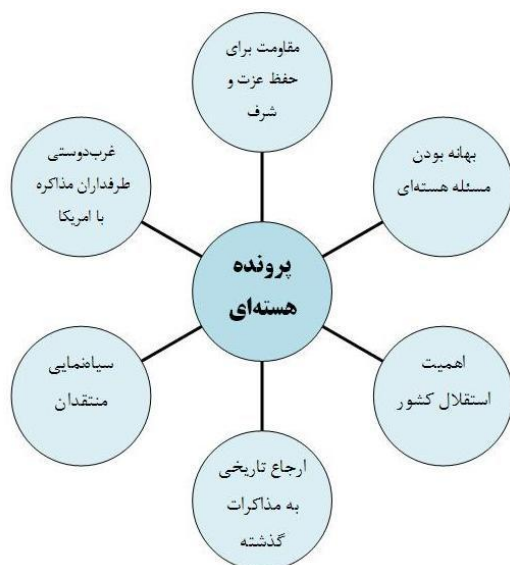 مقاومت برای
حفظ عزت و
شرف
بهانه بودن
مسئله هسته‌ای
اهمیت
استقلال کشور
ارجاع تاریخی
به مذاکرات
گذشته
سیاه‌نمایی
منتقدان
غرب‌دوستی
طرفداران مذاکره
با امریکا
پرونده
هسته‌ای